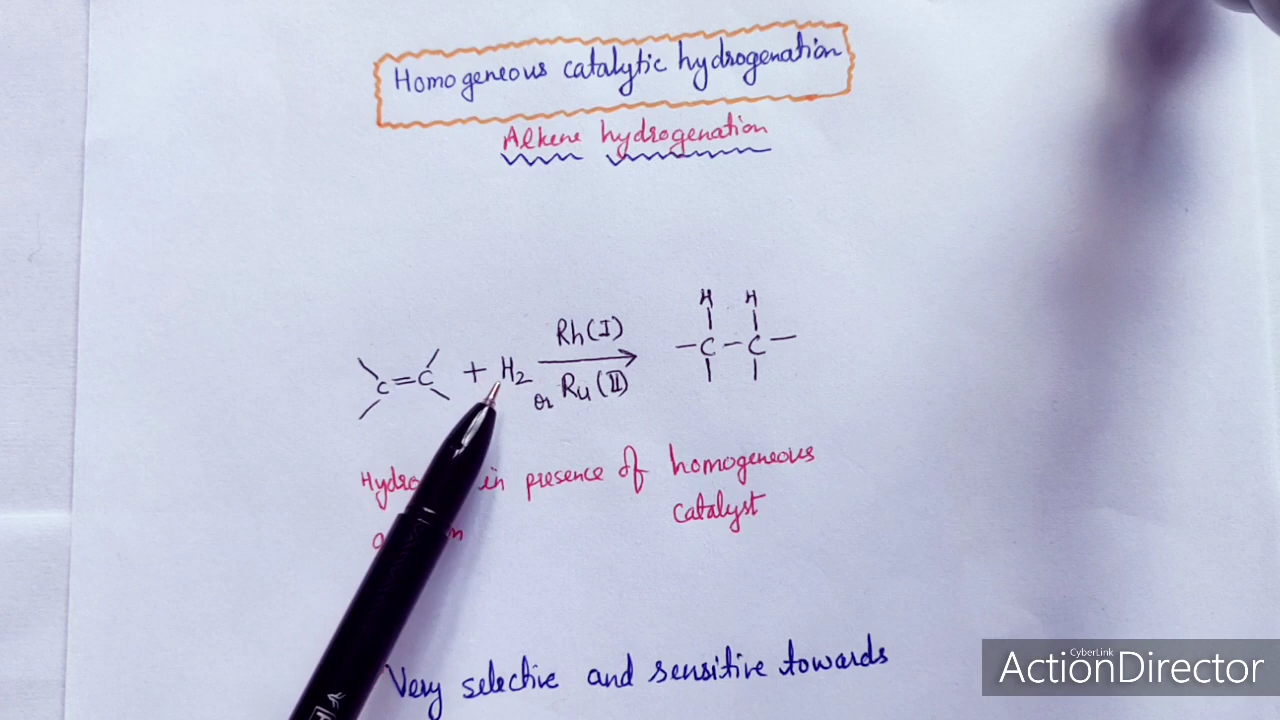 Homogeneous catalytic hydrogenation
Alkene hydrogenation
H H
C=C + H2 Rh(I) -C-C-
or Ru(II)
in presence of homogeneous
catalyst
Very selective and sensitive towards
CyberLink
ActionDirector